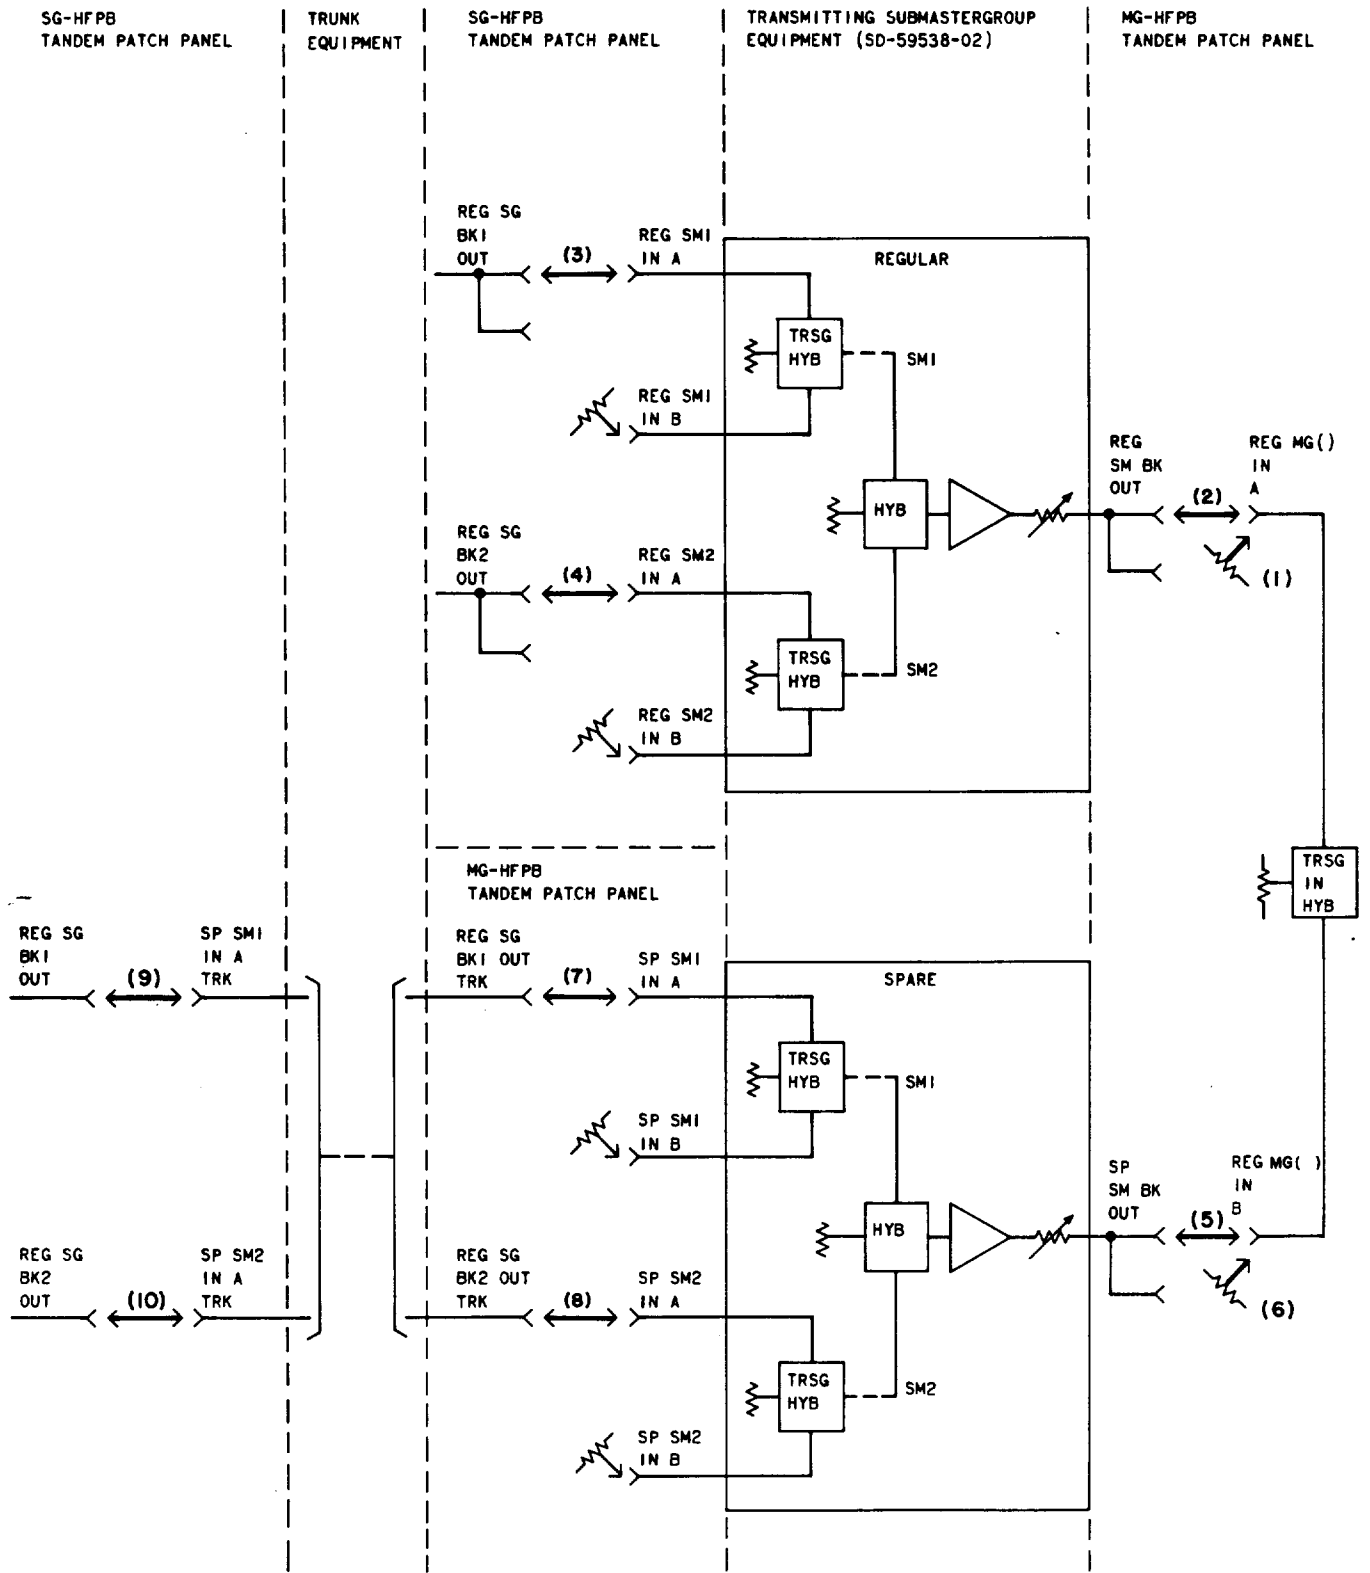 SG-HFPB
TANDEM PATCH PANEL
TRUNK
EQUIPMENT
SG-HFPB
TANDEM PATCH PANEL
TRANSMITTING SUBMASTERGROUP
EQUIPMENT (SD-59538-02)
MG-HFPB
TANDEM PATCH PANEL
REG SG
BK1
OUT
(3)
REG SM1
IN A
REGULAR
TRSG
HYB
SM1
REG SM1
IN B
REG SG
BK2
OUT
(4)
REG SM2
IN A
HYB
REG
SM BK
OUT
(2)
REG MG()
IN
A
(1)
TRSG
HYB
SM2
REG SM2
IN B
MG-HFPB
TANDEM PATCH PANEL
TRSG
IN
HYB
REG SG
BK1
OUT
(9)
SP SM1
IN A
TRK
REG SG
BK1 OUT
TRK
(7)
SP SM1
IN A
SPARE
TRSG
HYB
SM1
SP SM1
IN B
HYB
SP
SM BK
OUT
(5)
REG MG( )
IN
B
(6)
REG SG
BK2
OUT
(10)
SP SM2
IN A
TRK
REG SG
BK2 OUT
TRK
(8)
SP SM2
IN A
TRSG
HYB
SM2
SP SM2
IN B